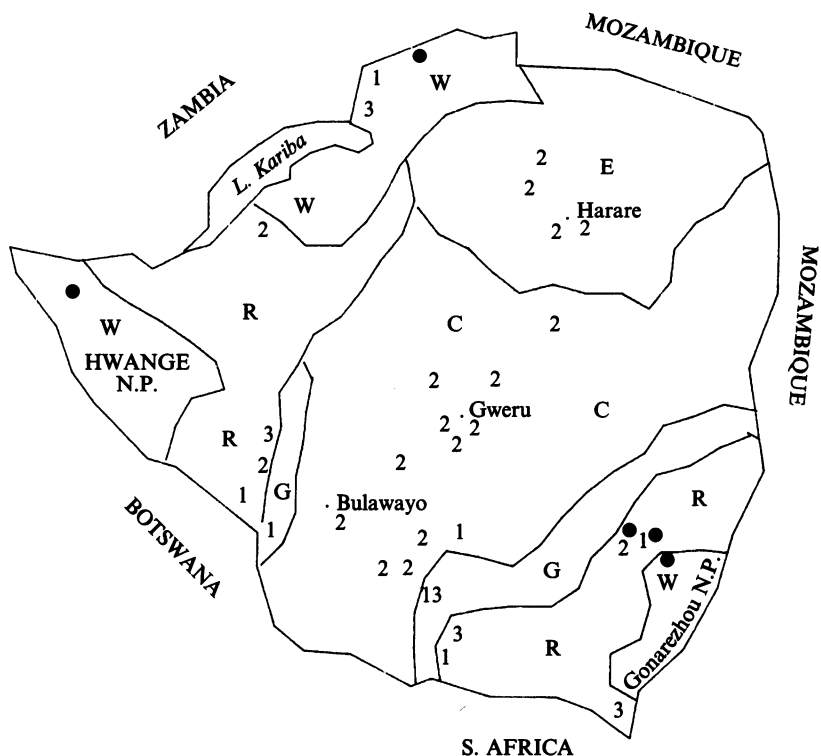 MOZAMBIQUE
ZAMBIA
1
W
3
L. Kariba
2
E
2
Harare
2 2
W
2
MOZAMBIQUE
R
C
2
W
HWANGE
N.P.
2
2
Gweru
C
2 2
2
R
3
2
2
1
G
Bulawayo
2
1
BOTSWANA
R
2
1
2 1
2 2
G
W
13
Gonarezhou N.P.
3
1
R
3
S. AFRICA